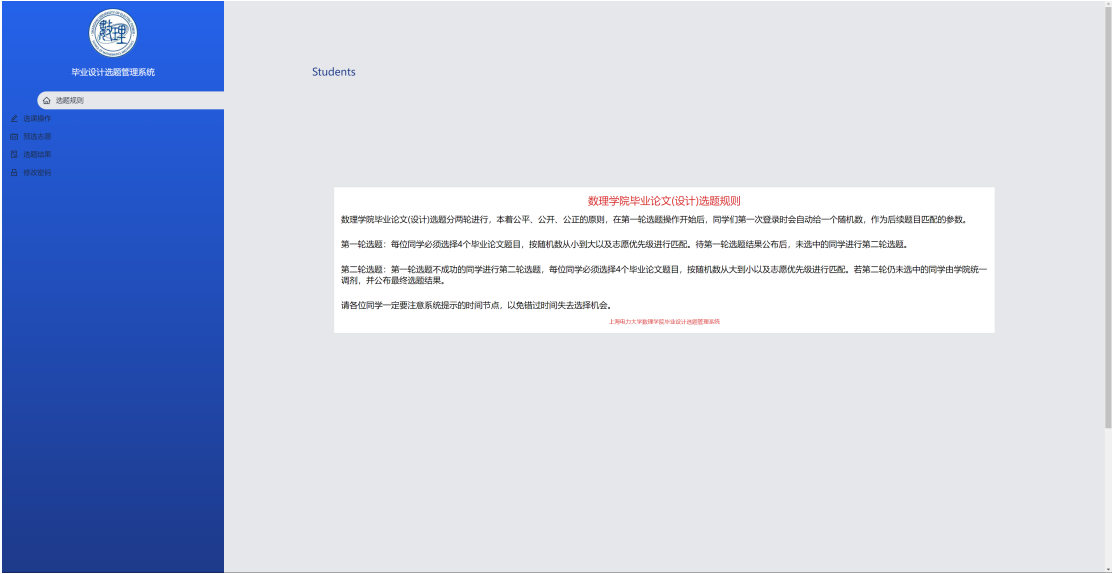 数理
毕业设计选题管理系统
选题规则
选课操作
预选志愿
选题结果
修改密码
Students
数理学院毕业论文(设计)选题规则
数理学院毕业论文(设计)选题分两轮进行，本着公平、公开、公正的原则，在第一轮选题操作开始后，同学们第一次登录时会自动给一个随机数，作为后续题目匹配的参数。
第一轮选题：每位同学必须选择4个毕业论文题目，按随机数从小到大以及志愿优先级进行匹配。待第一轮选题结果公布后，未选中的同学进行第二轮选题。
第二轮选题：第一轮选题不成功的同学进行第二轮选题，每位同学必须选择4个毕业论文题目，按随机数从大到小以及志愿优先级进行匹配。若第二轮仍未选中的同学由学院统一
调剂，并公布最终选题结果。
请各位同学一定要注意系统提示的时间节点，以免错过时间失去选择机会。
上海电力大学数理学院毕业设计选题管理系统